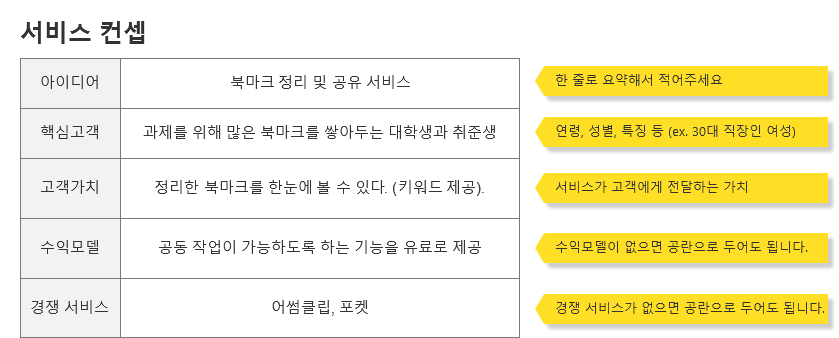 서비스 컨셉
아이디어
북마크 정리 및 공유 서비스
한 줄로 요약해서 적어주세요
핵심고객
과제를 위해 많은 북마크를 쌓아두는 대학생과 취준생
연령, 성별, 특징 등 (ex. 30대 직장인 여성)
고객가치
정리한 북마크를 한눈에 볼 수 있다. (키워드 제공).
서비스가 고객에게 전달하는 가치
수익모델
공동 작업이 가능하도록 하는 기능을 유료로 제공
수익모델이 없으면 공란으로 두어도 됩니다.
경쟁 서비스
어썸클립, 포켓
경쟁 서비스가 없으면 공란으로 두어도 됩니다.